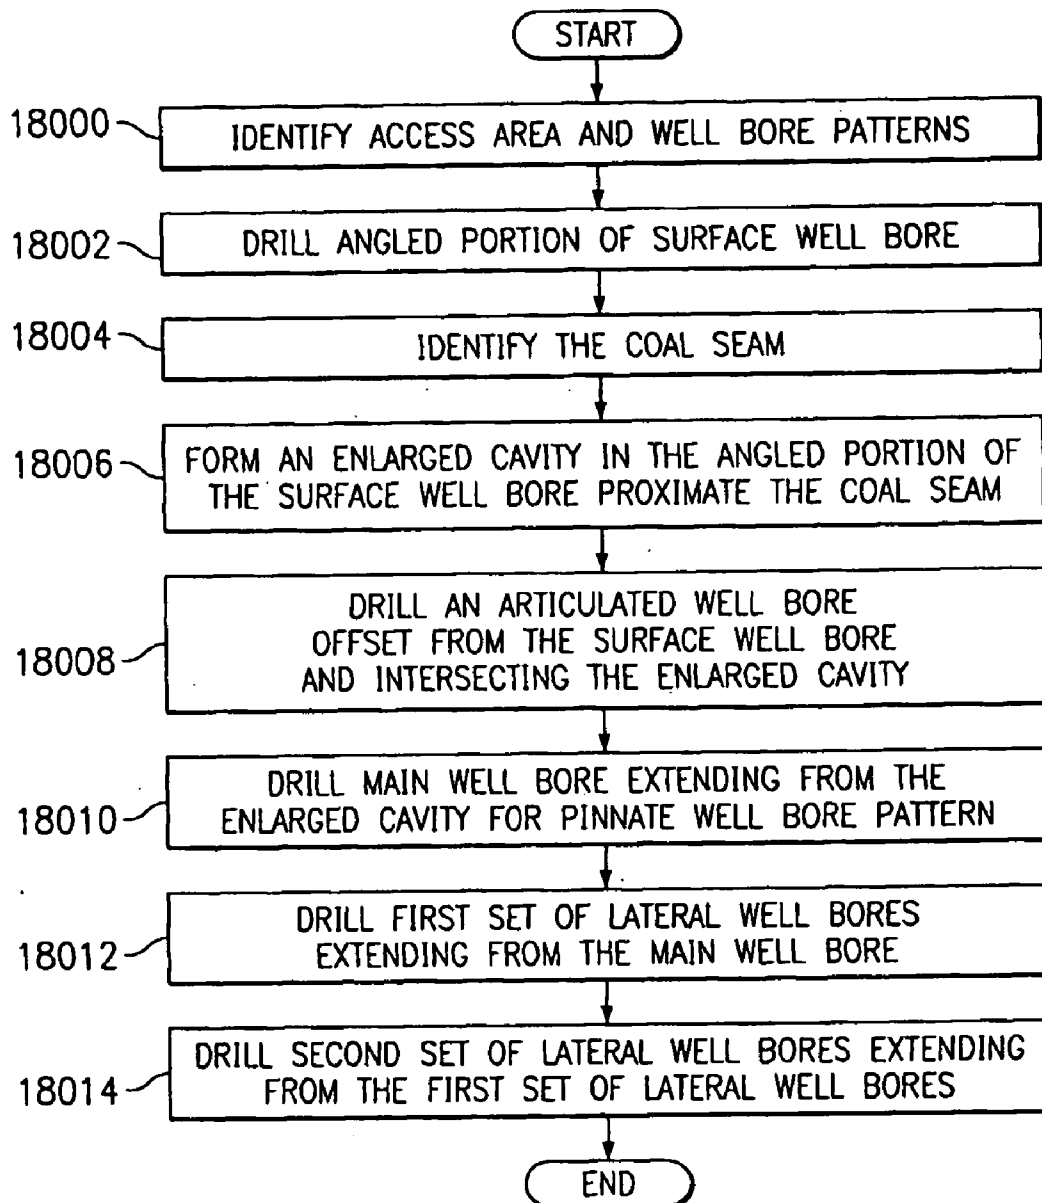 START
18000
IDENTIFY ACCESS AREA AND WELL BORE PATTERNS
18002
DRILL ANGLED PORTION OF SURFACE WELL BORE
18004
IDENTIFY THE COAL SEAM
18006
FORM AN ENLARGED CAVITY IN THE ANGLED PORTION OF
THE SURFACE WELL BORE PROXIMATE THE COAL SEAM
18008
DRILL AN ARTICULATED WELL BORE
OFFSET FROM THE SURFACE WELL BORE
AND INTERSECTING THE ENLARGED CAVITY
18010
DRILL MAIN WELL BORE EXTENDING FROM THE
ENLARGED CAVITY FOR PINNATE WELL BORE PATTERN
18012
DRILL FIRST SET OF LATERAL WELL BORES
EXTENDING FROM THE MAIN WELL BORE
18014
DRILL SECOND SET OF LATERAL WELL BORES EXTENDING
FROM THE FIRST SET OF LATERAL WELL BORES
END